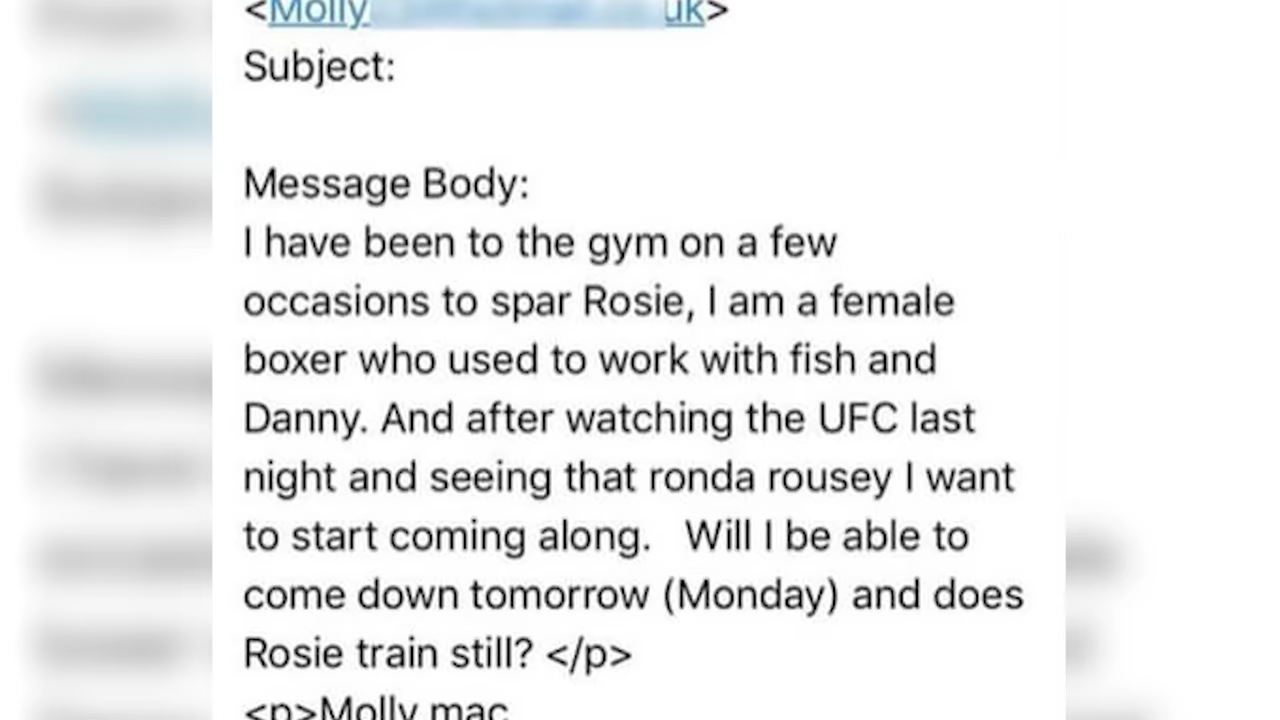 <Molly uk>
Subject:
Message Body:
I have been to the gym on a few
occasions to spar Rosie, I am a female
boxer who used to work with fish and
Danny. And after watching the UFC last
night and seeing that ronda rousey I want
to start coming along.   Will I be able to
come down tomorrow (Monday) and does
Rosie train still? </p>
<p>Molly mac